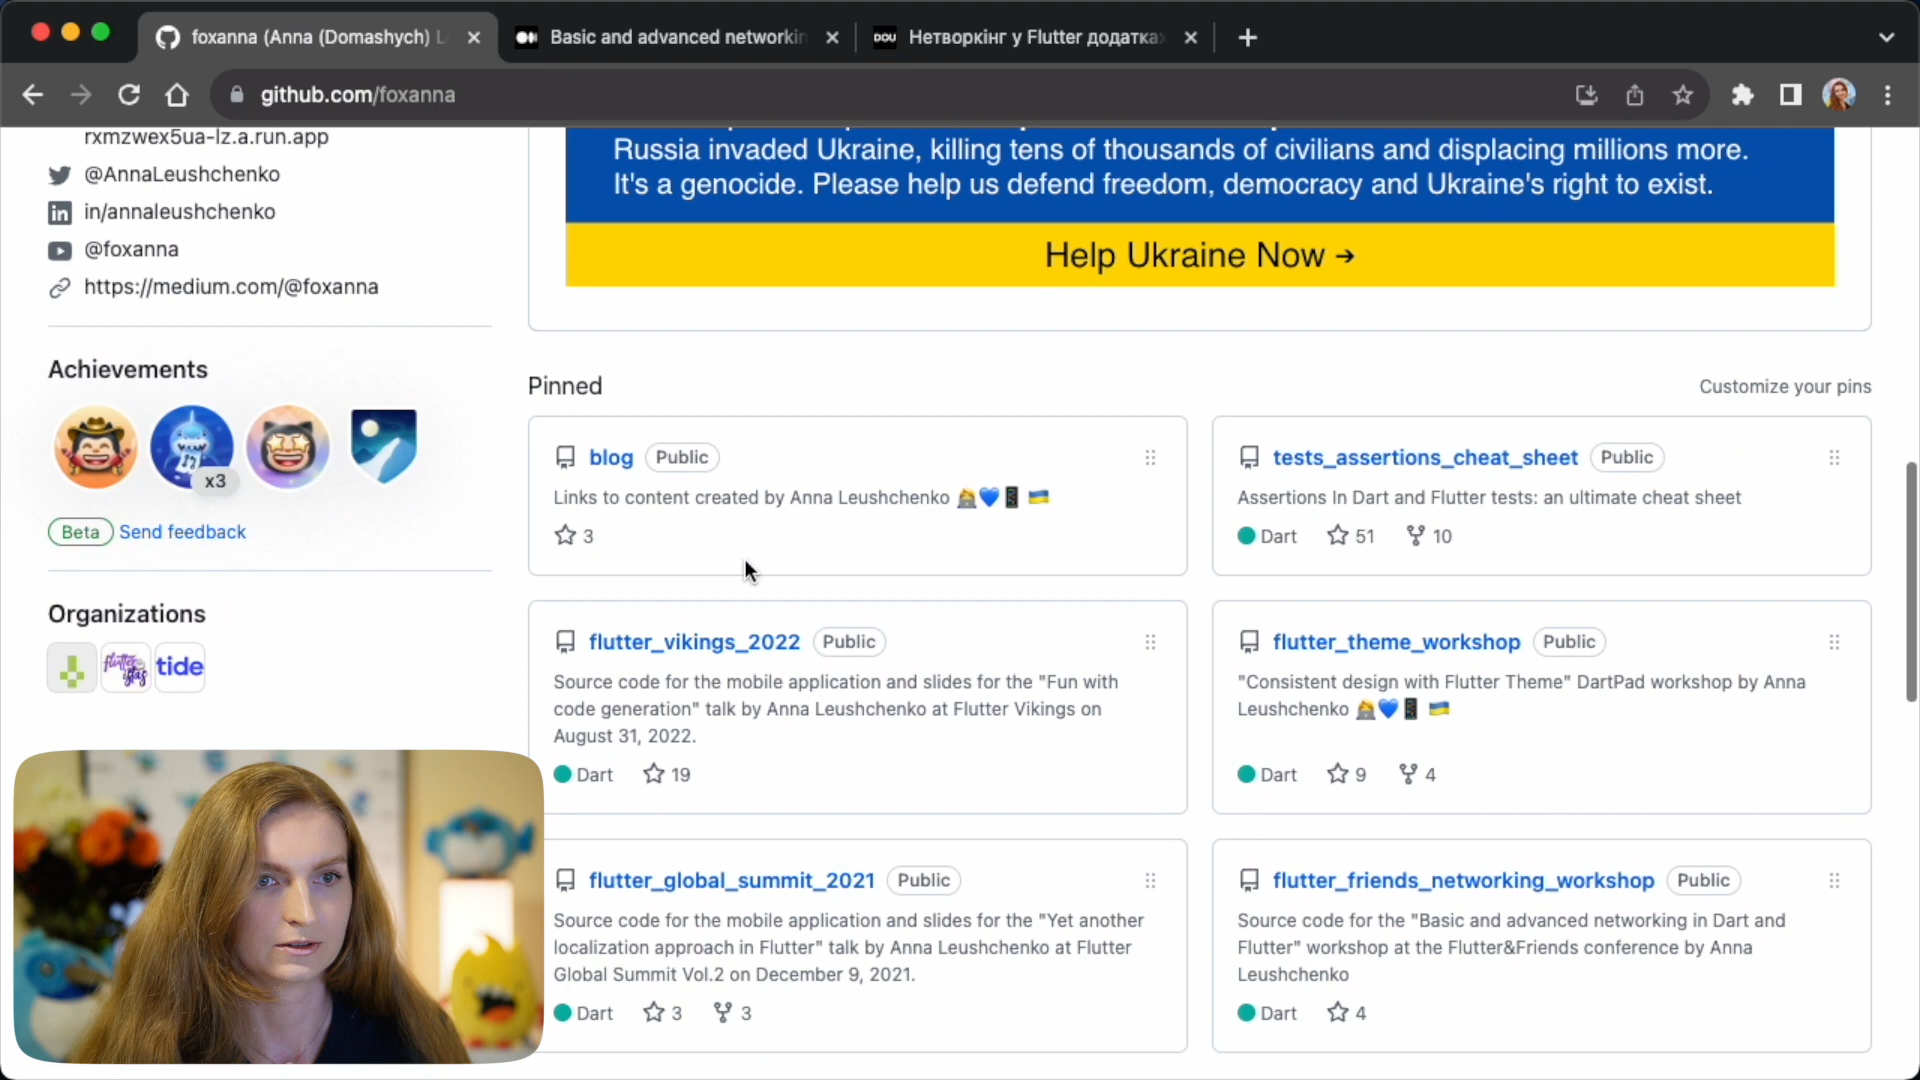 foxanna (Anna (Domashych) L
Basic and advanced networkin
DOU
Нетворкінг у Flutter додатках
github.com/foxanna
rxmzwex5ua-lz.a.run.app
@AnnaLeushchenko
in/annaleushchenko
@foxanna
https://medium.com/@foxanna
Achievements
x3
Beta Send feedback
Organizations
tide
Russia invaded Ukraine, killing tens of thousands of civilians and displacing millions more.
It's a genocide. Please help us defend freedom, democracy and Ukraine's right to exist.
Help Ukraine Now →
Pinned
Customize your pins
blog Public
Links to content created by Anna Leushchenko 👩‍💻💙📱🇺🇦
3
tests_assertions_cheat_sheet Public
Assertions In Dart and Flutter tests: an ultimate cheat sheet
Dart 51 10
flutter_vikings_2022 Public
Source code for the mobile application and slides for the "Fun with
code generation" talk by Anna Leushchenko at Flutter Vikings on
August 31, 2022.
Dart 19
flutter_theme_workshop Public
"Consistent design with Flutter Theme" DartPad workshop by Anna
Leushchenko 👩‍💻💙📱🇺🇦
Dart 9 4
flutter_global_summit_2021 Public
Source code for the mobile application and slides for the "Yet another
localization approach in Flutter" talk by Anna Leushchenko at Flutter
Global Summit Vol.2 on December 9, 2021.
Dart 3 3
flutter_friends_networking_workshop Public
Source code for the "Basic and advanced networking in Dart and
Flutter" workshop at the Flutter&Friends conference by Anna
Leushchenko
Dart 4